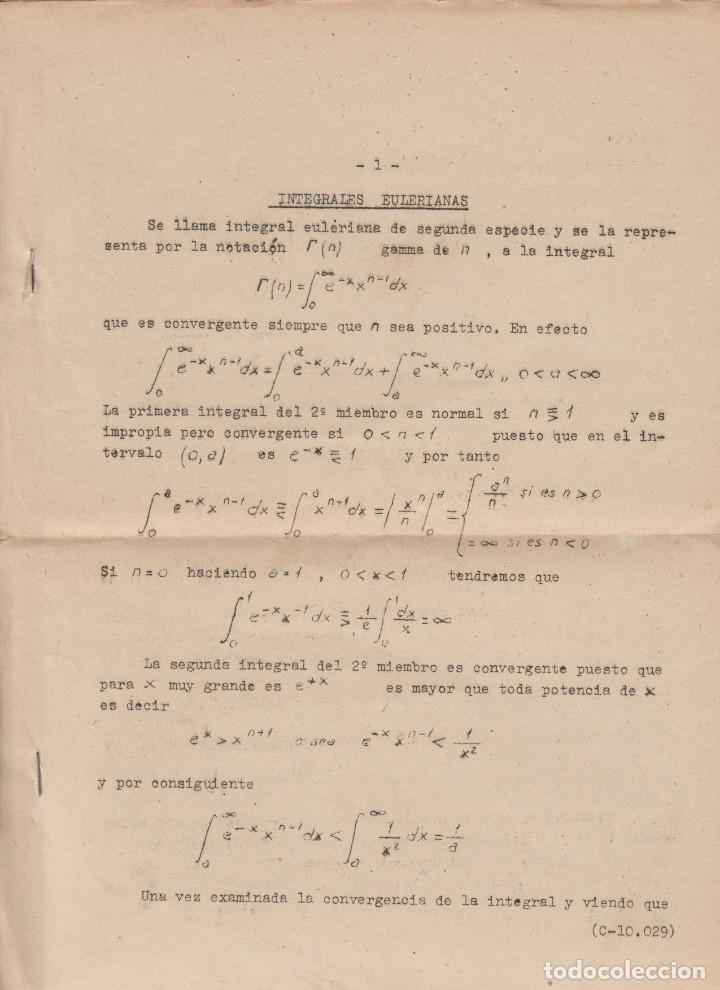 - 1 -
INTEGRALES EULERIANAS
Se llama integral euleriana de segunda especie y se la repre-
senta por la notación Γ(n) gamma de n , a la integral
Γ(n) = ∫₀^∞ e^{-x} x^{n-1} dx
que es convergente siempre que n sea positivo. En efecto
∫₀^∞ e^{-x} x^{n-1} dx = ∫₀^a e^{-x} x^{n-1} dx + ∫ₐ^∞ e^{-x} x^{n-1} dx ,, 0 < a < ∞
La primera integral del 2º miembro es normal si n ≧ 1 y es
impropia pero convergente si 0 < n < 1 puesto que en el in-
tervalo (0,a) es e^{-x} ≦ 1 y por tanto
∫₀^a e^{-x} x^{n-1} dx ≦ ∫₀^a x^{n-1} dx = | x^n/n |₀^a = { a^n/n si es n > 0
= ∞ si es n < 0
Si n = 0 haciendo a = 1 , 0 < x < 1 tendremos que
∫₀^1 e^{-x} x^{-1} dx ≧ 1/e ∫₀^1 dx/x = ∞
La segunda integral del 2º miembro es convergente puesto que
para x muy grande es e^{+x} es mayor que toda potencia de x
es decir
e^x > x^{n+1} o sea e^{-x} x^{n-1} < 1/x²
y por consiguiente
∫ₐ^∞ e^{-x} x^{n-1} dx < ∫ₐ^∞ 1/x² dx = 1/a
Una vez examinada la convergencia de la integral y viendo que
(C-10.029)
todocoleccion